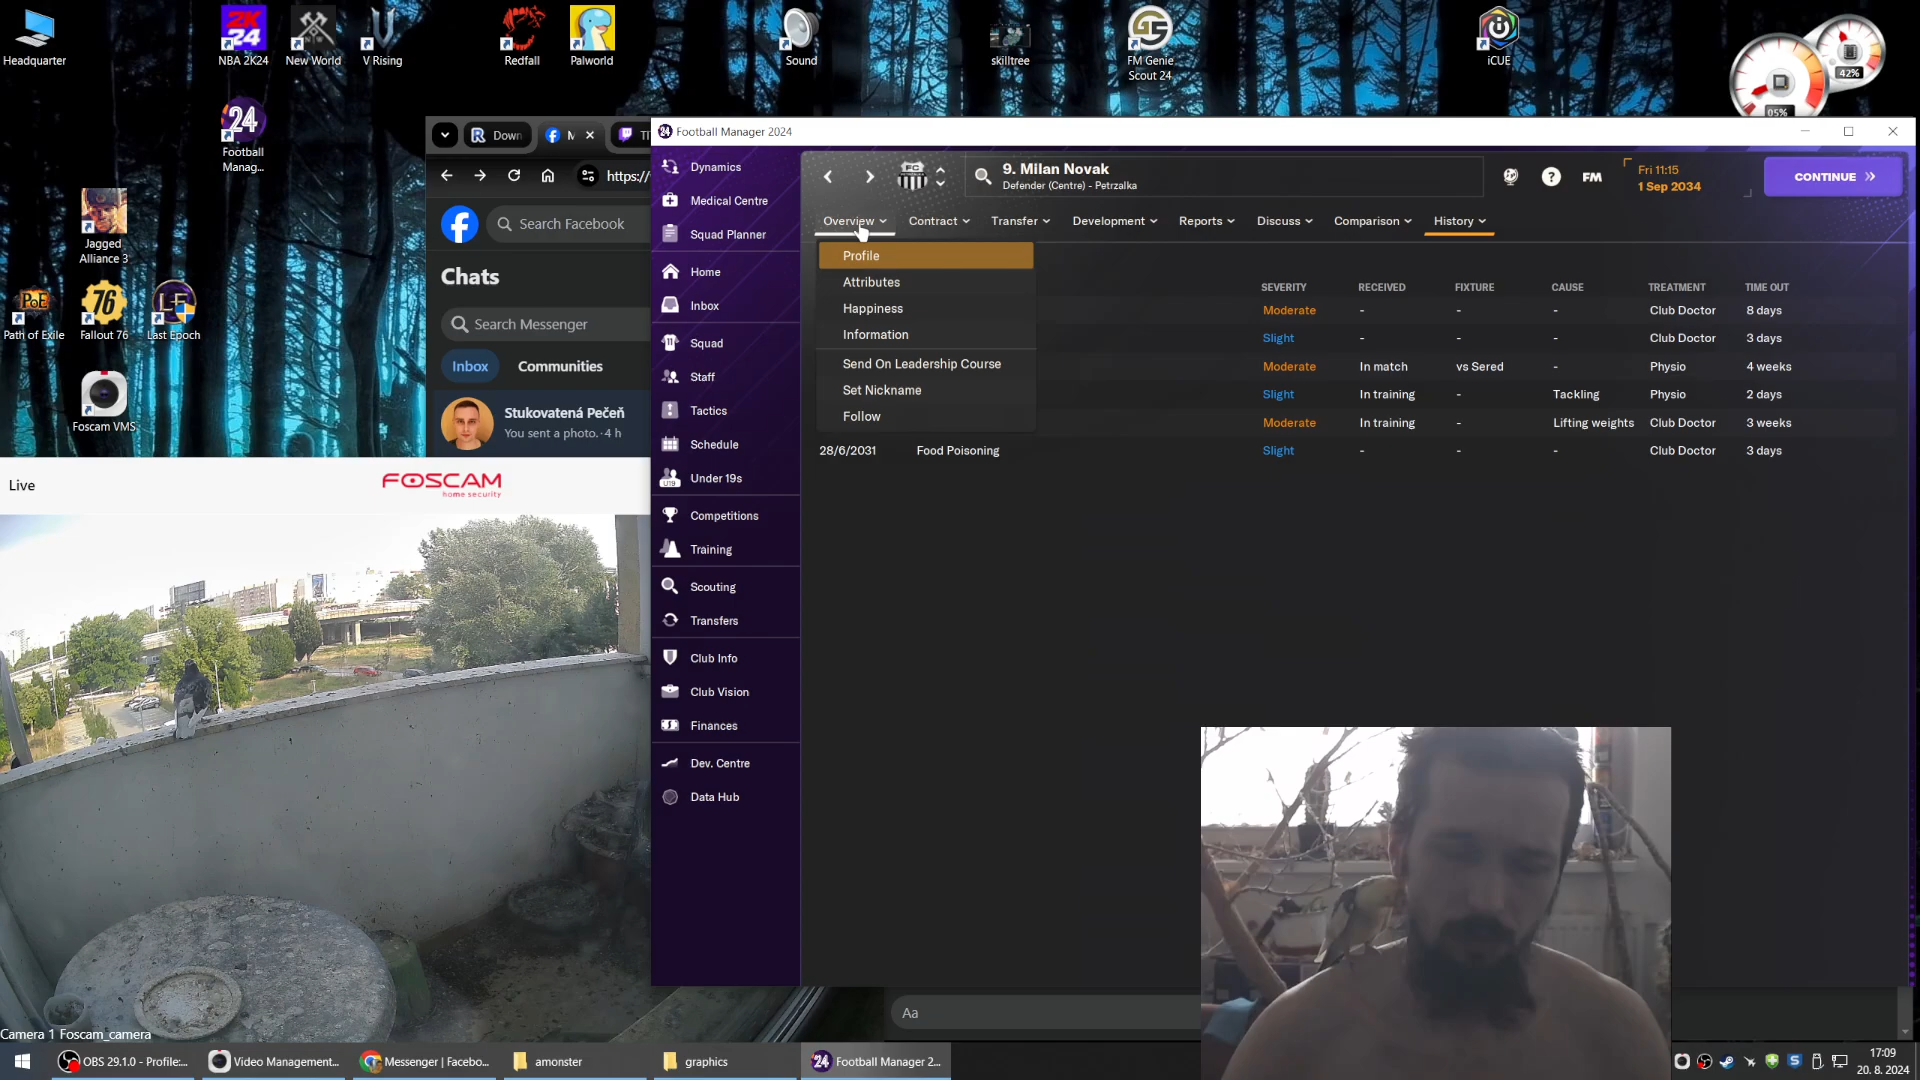 Headquarter
NBA 2K24
New World
V Rising
Redfall
Palworld
Sound
skilltree
FM Genie
Scout 24
iCUE
42%
05%
Football
Manag...
Jagged
Alliance 3
Path of Exile
Fallout 76
Last Epoch
Foscam VMS
Down
https://
Search Facebook
Chats
Search Messenger
Inbox
Communities
Stukovatená Pečeň
You sent a photo. · 4 h
Live
FOSCAM
home security
Camera 1 Foscam_camera
Football Manager 2024
Dynamics
Medical Centre
Squad Planner
Home
Inbox
Squad
Staff
Tactics
Schedule
Under 19s
Competitions
Training
Scouting
Transfers
Club Info
Club Vision
Finances
Dev. Centre
Data Hub
9. Milan Novak
Defender (Centre) - Petrzalka
FM
Fri 11:15
1 Sep 2034
CONTINUE
Overview
Contract
Transfer
Development
Reports
Discuss
Comparison
History
Profile
Attributes
Happiness
Information
Send On Leadership Course
Set Nickname
Follow
SEVERITY RECEIVED FIXTURE CAUSE TREATMENT TIME OUT
Moderate - - - Club Doctor 8 days
Slight - - - Club Doctor 3 days
Moderate In match vs Sered - Physio 4 weeks
Slight In training - Tackling Physio 2 days
Moderate In training - Lifting weights Club Doctor 3 weeks
28/6/2031 Food Poisoning Slight - - - Club Doctor 3 days
Aa
OBS 29.1.0 - Profile:...
Video Management...
Messenger | Facebo...
amonster
graphics
Football Manager 2...
17:09
20. 8. 2024